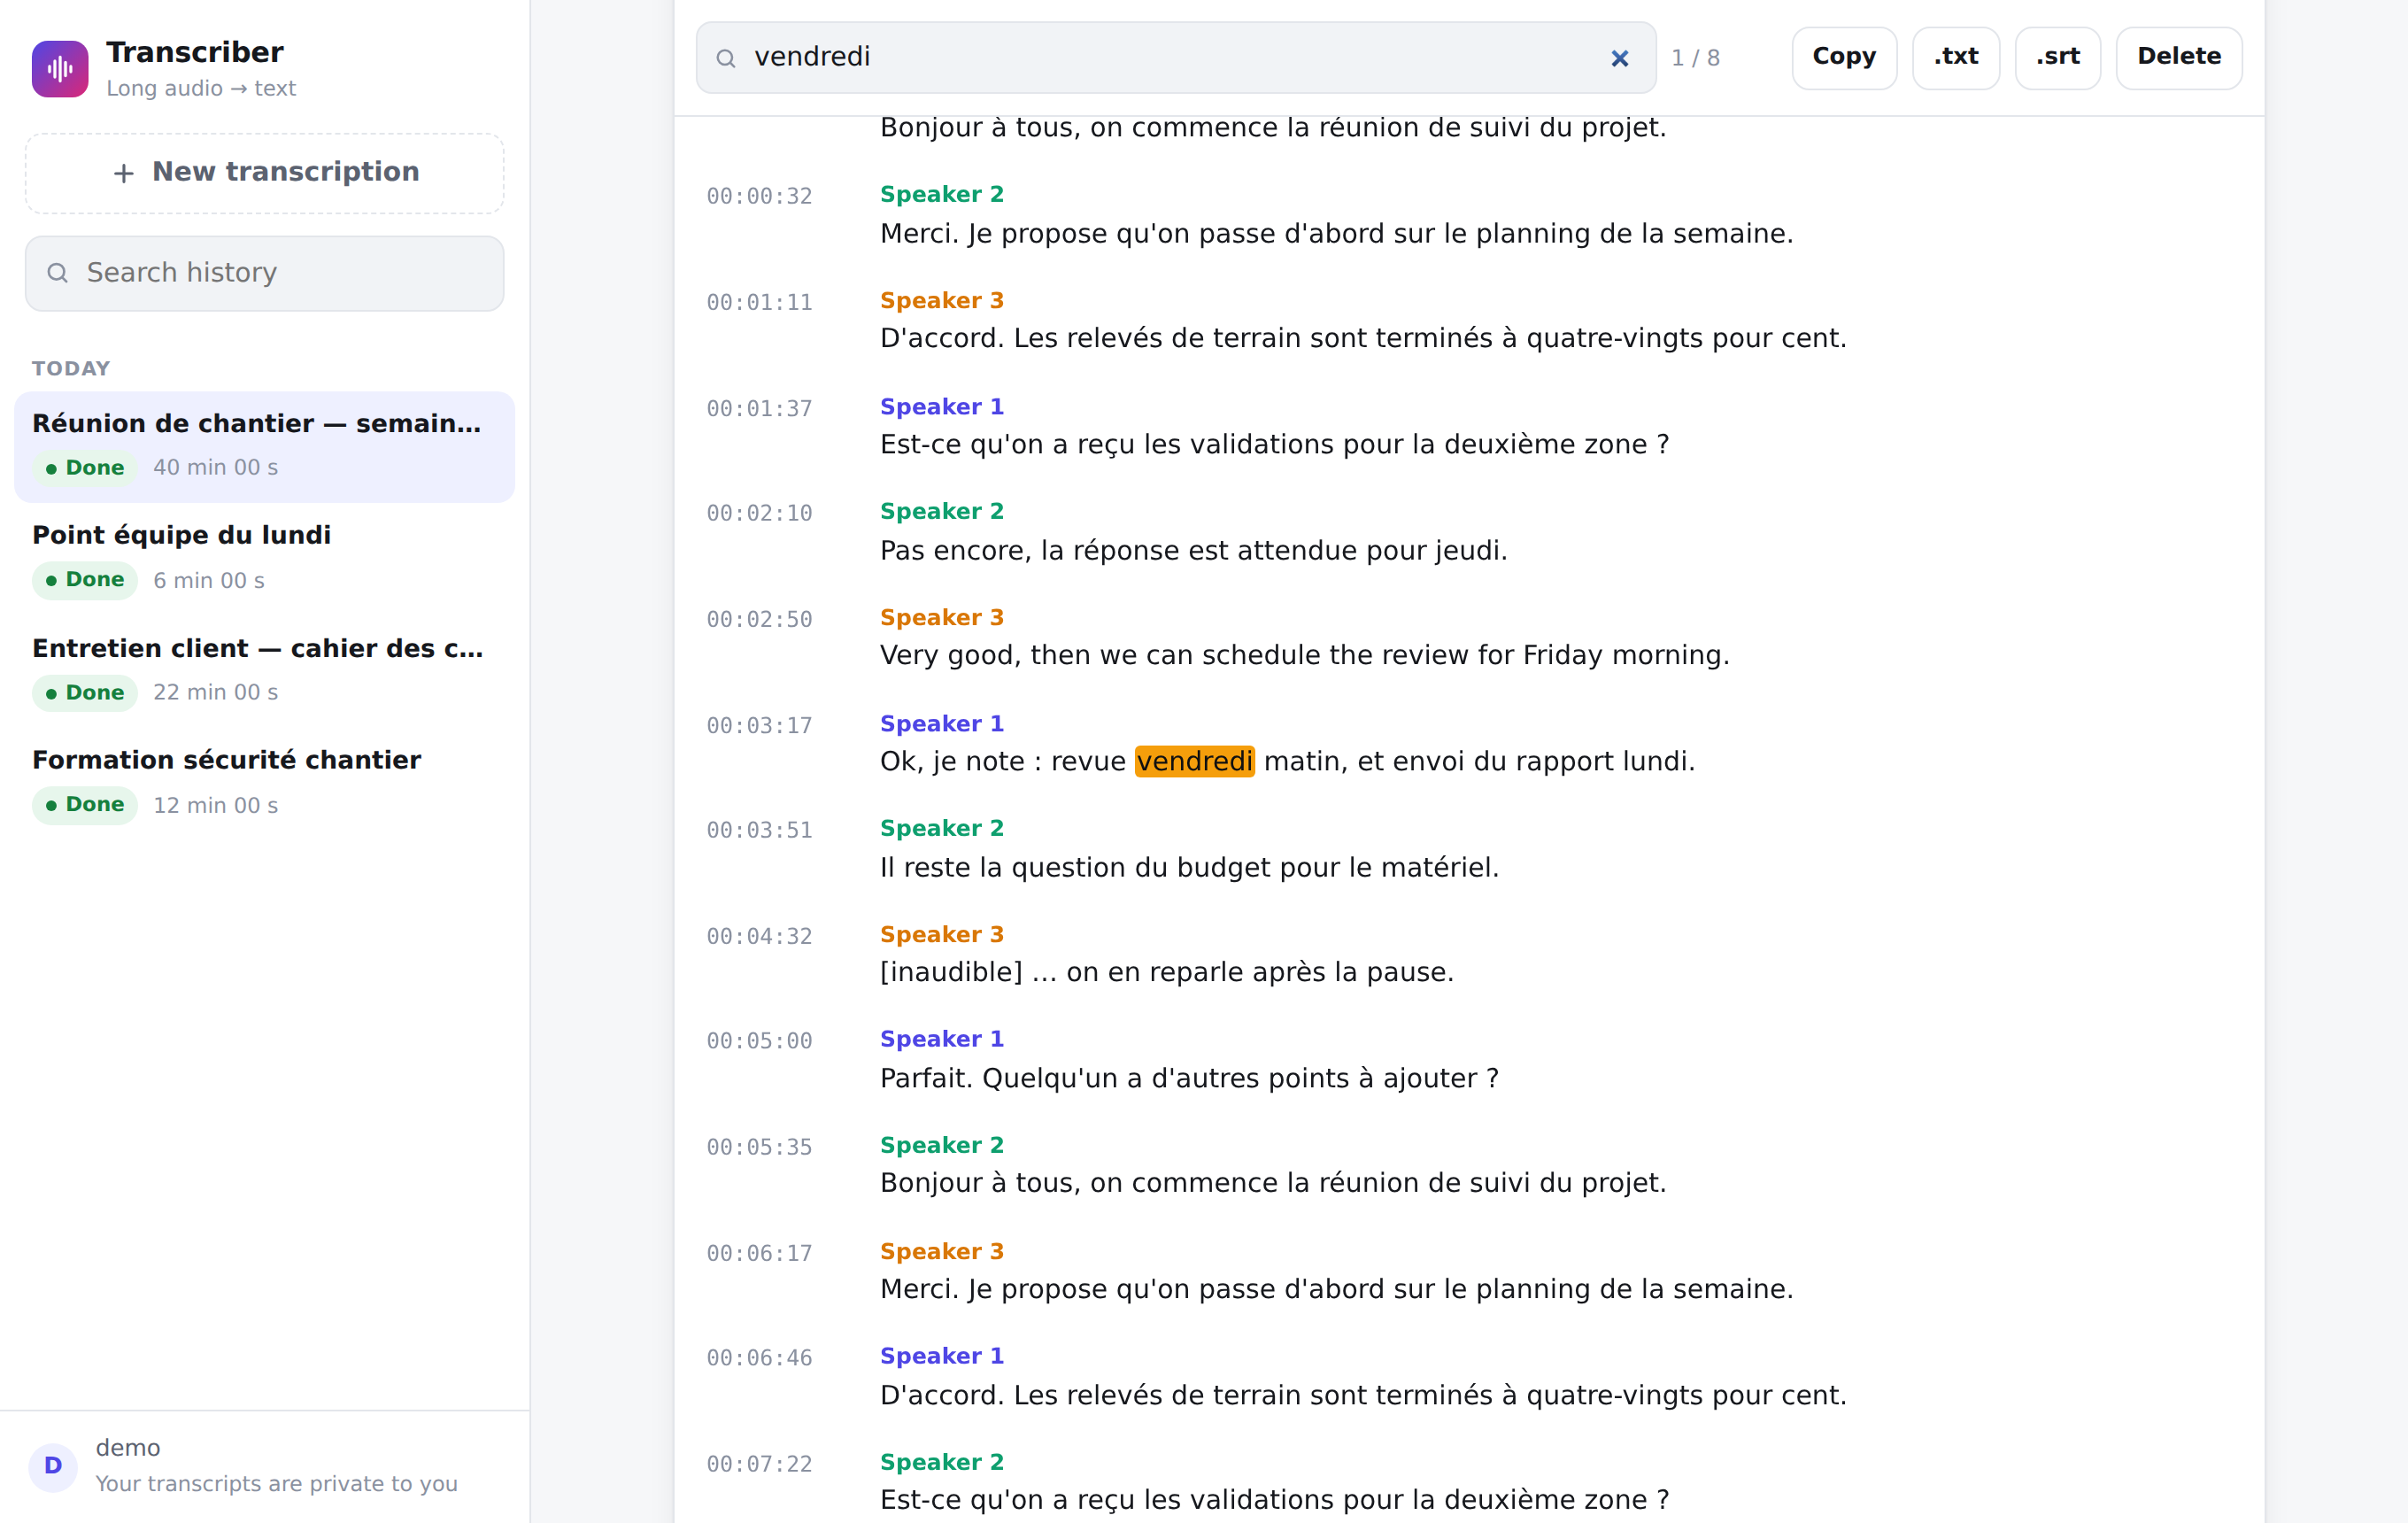 Transcriber
Long audio → text
+ New transcription
Search history
TODAY
Réunion de chantier — semain…
Done 40 min 00 s
Point équipe du lundi
Done 6 min 00 s
Entretien client — cahier des c…
Done 22 min 00 s
Formation sécurité chantier
Done 12 min 00 s
D
demo
Your transcripts are private to you
vendredi
1 / 8
Copy
.txt
.srt
Delete
Bonjour à tous, on commence la réunion de suivi du projet.
00:00:32 Speaker 2
Merci. Je propose qu'on passe d'abord sur le planning de la semaine.
00:01:11 Speaker 3
D'accord. Les relevés de terrain sont terminés à quatre-vingts pour cent.
00:01:37 Speaker 1
Est-ce qu'on a reçu les validations pour la deuxième zone ?
00:02:10 Speaker 2
Pas encore, la réponse est attendue pour jeudi.
00:02:50 Speaker 3
Very good, then we can schedule the review for Friday morning.
00:03:17 Speaker 1
Ok, je note : revue vendredi matin, et envoi du rapport lundi.
00:03:51 Speaker 2
Il reste la question du budget pour le matériel.
00:04:32 Speaker 3
[inaudible] … on en reparle après la pause.
00:05:00 Speaker 1
Parfait. Quelqu'un a d'autres points à ajouter ?
00:05:35 Speaker 2
Bonjour à tous, on commence la réunion de suivi du projet.
00:06:17 Speaker 3
Merci. Je propose qu'on passe d'abord sur le planning de la semaine.
00:06:46 Speaker 1
D'accord. Les relevés de terrain sont terminés à quatre-vingts pour cent.
00:07:22 Speaker 2
Est-ce qu'on a reçu les validations pour la deuxième zone ?